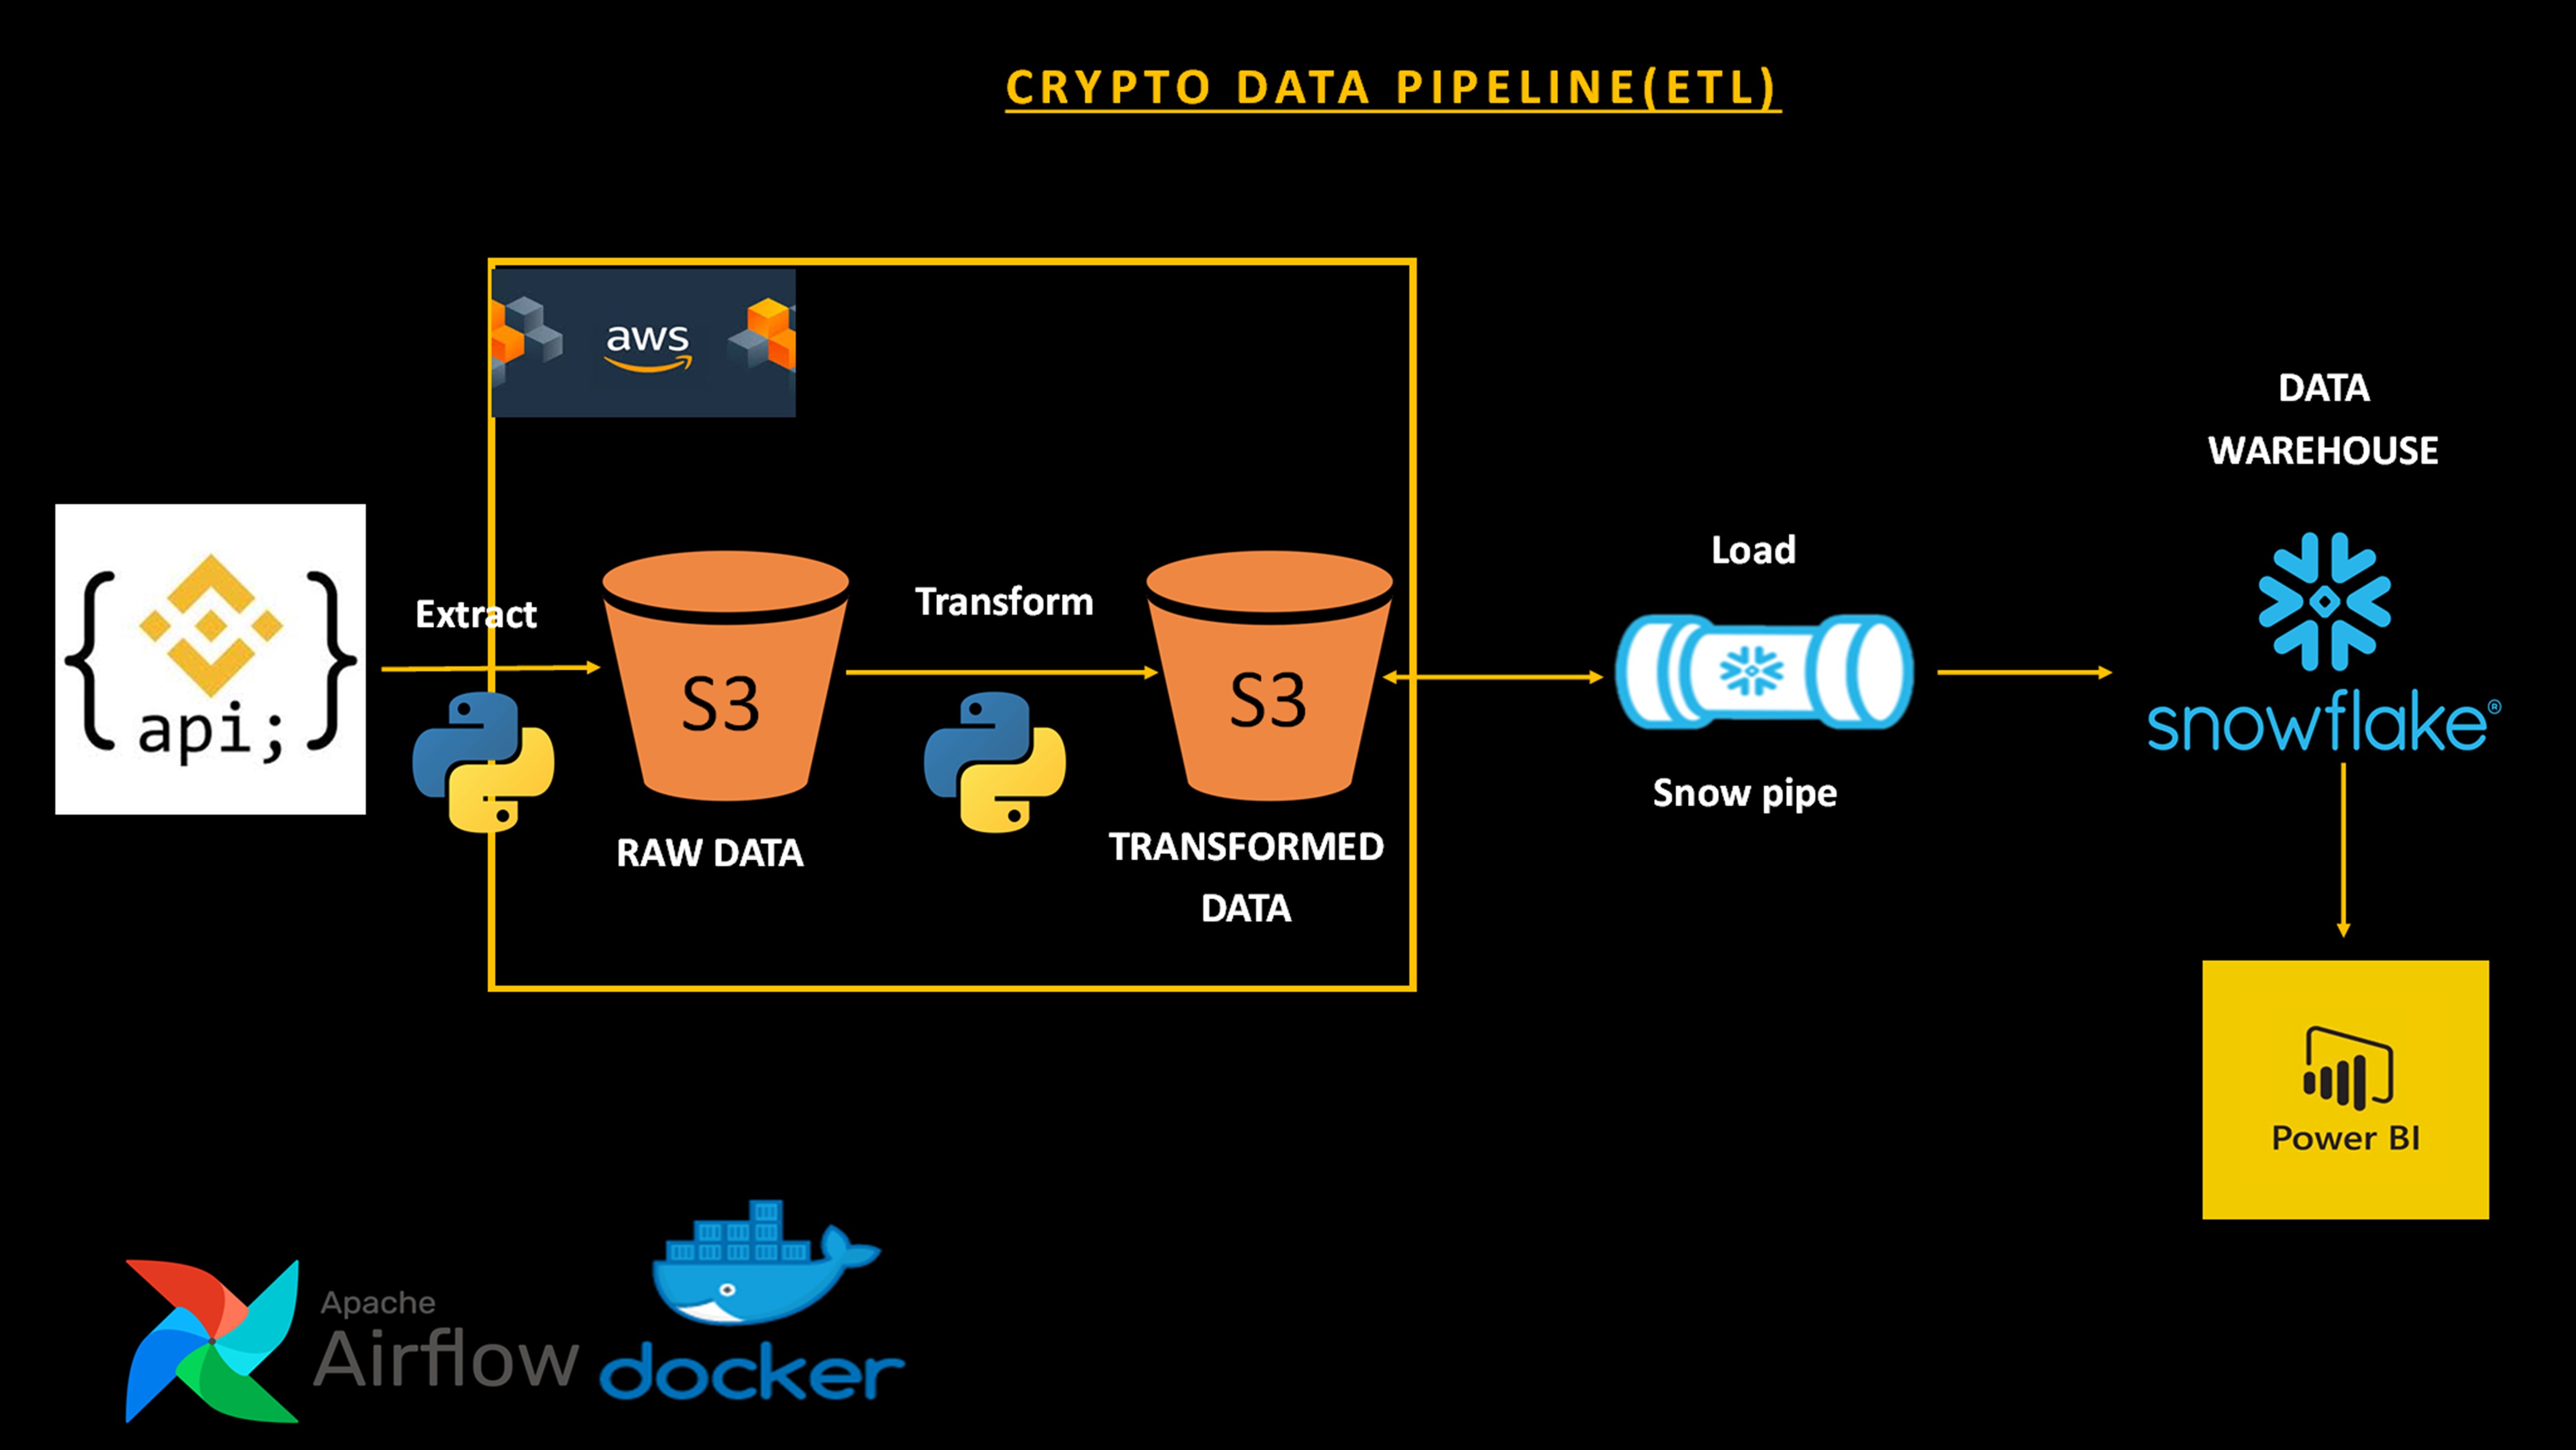 CRYPTO DATA PIPELINE(ETL)
aws
{ api; }
Extract
S3
RAW DATA
Transform
S3
TRANSFORMED
DATA
Load
Snow pipe
DATA
WAREHOUSE
snowflake®
Power BI
Apache
Airflow
docker